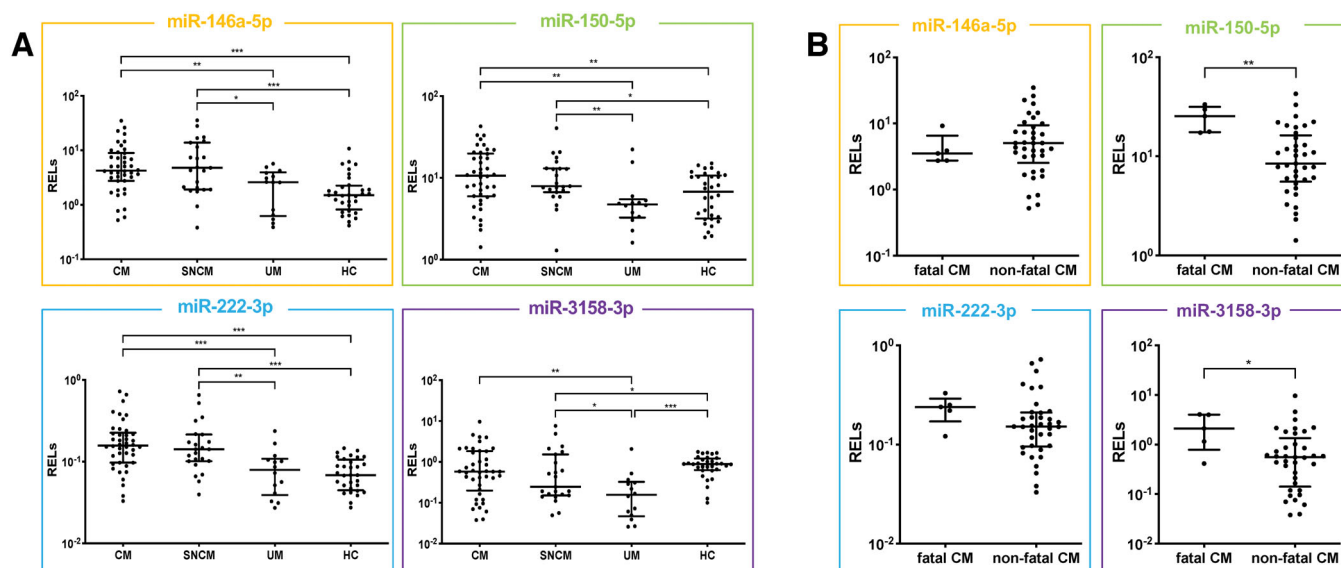 A
miR-146a-5p
***
**
***
*
RELs
10²
10¹
10⁰
10⁻¹
CM SNCM UM HC
miR-150-5p
**
**
*
**
RELs
10²
10¹
10⁰
CM SNCM UM HC
miR-222-3p
***
***
***
**
RELs
10⁰
10⁻¹
10⁻²
CM SNCM UM HC
miR-3158-3p
**
*
*
***
RELs
10²
10¹
10⁰
10⁻¹
10⁻²
CM SNCM UM HC
B
miR-146a-5p
RELs
10²
10¹
10⁰
10⁻¹
fatal CM non-fatal CM
miR-150-5p
**
RELs
10²
10¹
10⁰
fatal CM non-fatal CM
miR-222-3p
RELs
10⁰
10⁻¹
10⁻²
fatal CM non-fatal CM
miR-3158-3p
*
RELs
10²
10¹
10⁰
10⁻¹
10⁻²
fatal CM non-fatal CM